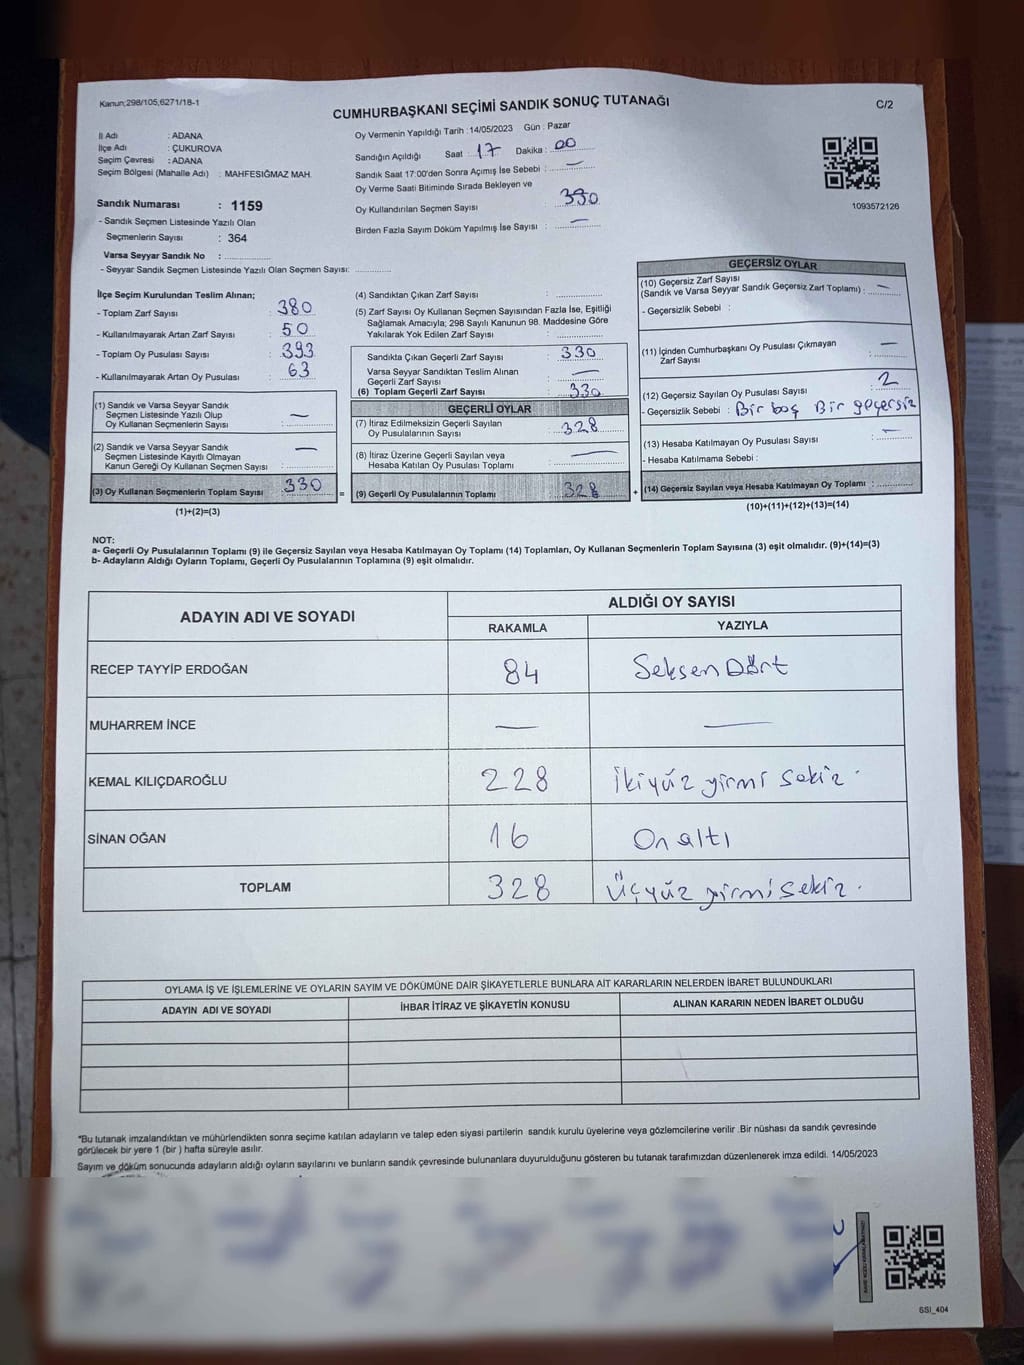 Kanun:298/105,6271/18-1
CUMHURBAŞKANI SEÇİMİ SANDIK SONUÇ TUTANAĞI
C/2
İl Adı : ADANA
İlçe Adı : ÇUKUROVA
Seçim Çevresi : ADANA
Seçim Bölgesi (Mahalle Adı) : MAHFESIĞMAZ MAH.
Sandık Numarası : 1159
- Sandık Seçmen Listesinde Yazılı Olan
Seçmenlerin Sayısı : 364
Varsa Seyyar Sandık No :
- Seyyar Sandık Seçmen Listesinde Yazılı Olan Seçmen Sayısı:
Oy Vermenin Yapıldığı Tarih : 14/05/2023 Gün : Pazar
Sandığın Açıldığı Saat : 17 Dakika : 00
Sandık Saat 17:00'den Sonra Açımış İse Sebebi : —
Oy Verme Saati Bitiminde Sırada Bekleyen ve
Oy Kullandırılan Seçmen Sayısı : 330
Birden Fazla Sayım Döküm Yapılmış İse Sayısı : —
1093572126
İlçe Seçim Kurulundan Teslim Alınan;
- Toplam Zarf Sayısı : 380
- Kullanılmayarak Artan Zarf Sayısı : 50
- Toplam Oy Pusulası Sayısı : 393
- Kullanılmayarak Artan Oy Pusulası : 63
(1) Sandık ve Varsa Seyyar Sandık
Seçmen Listesinde Yazılı Olup
Oy Kullanan Seçmenlerin Sayısı : —
(2) Sandık ve Varsa Seyyar Sandık
Seçmen Listesinde Kayıtlı Olmayan
Kanun Gereği Oy Kullanan Seçmen Sayısı : —
(3) Oy Kullanan Seçmenlerin Toplam Sayısı : 330
(1)+(2)=(3)
(4) Sandıktan Çıkan Zarf Sayısı :
(5) Zarf Sayısı Oy Kullanan Seçmen Sayısından Fazla İse, Eşitliği
Sağlamak Amacıyla; 298 Sayılı Kanunun 98. Maddesine Göre
Yakılarak Yok Edilen Zarf Sayısı :
Sandıkta Çıkan Geçerli Zarf Sayısı : 330
Varsa Seyyar Sandıktan Teslim Alınan
Geçerli Zarf Sayısı : —
(6) Toplam Geçerli Zarf Sayısı : 330
GEÇERLİ OYLAR
(7) İtiraz Edilmeksizin Geçerli Sayılan
Oy Pusulalarının Sayısı : 328
(8) İtiraz Üzerine Geçerli Sayılan veya
Hesaba Katılan Oy Pusulası Toplamı : —
= (9) Geçerli Oy Pusulalarının Toplamı : 328 +
GEÇERSİZ OYLAR
(10) Geçersiz Zarf Sayısı
(Sandık ve Varsa Seyyar Sandık Geçersiz Zarf Toplamı) : —
- Geçersizlik Sebebi :
(11) İçinden Cumhurbaşkanı Oy Pusulası Çıkmayan
Zarf Sayısı : —
(12) Geçersiz Sayılan Oy Pusulası Sayısı : 2
- Geçersizlik Sebebi : Bir boş Bir geçersiz
(13) Hesaba Katılmayan Oy Pusulası Sayısı : —
- Hesaba Katılmama Sebebi :
(14) Geçersiz Sayılan veya Hesaba Katılmayan Oy Toplamı :
(10)+(11)+(12)+(13)=(14)
NOT:
a- Geçerli Oy Pusulalarının Toplamı (9) ile Geçersiz Sayılan veya Hesaba Katılmayan Oy Toplamı (14) Toplamları, Oy Kullanan Seçmenlerin Toplam Sayısına (3) eşit olmalıdır. (9)+(14)=(3)
b- Adayların Aldığı Oyların Toplamı, Geçerli Oy Pusulalarının Toplamına (9) eşit olmalıdır.
ADAYIN ADI VE SOYADI
ALDIĞI OY SAYISI
RAKAMLA YAZIYLA
RECEP TAYYİP ERDOĞAN 84 Seksen Dört
MUHARREM İNCE — —
KEMAL KILIÇDAROĞLU 228 İkiyüz yirmi sekiz.
SİNAN OĞAN 16 On altı
TOPLAM 328 Üçyüz yirmi sekiz.
OYLAMA İŞ VE İŞLEMLERİNE VE OYLARIN SAYIM VE DÖKÜMÜNE DAİR ŞİKAYETLERLE BUNLARA AİT KARARLARIN NELERDEN İBARET BULUNDUKLARI
ADAYIN ADI VE SOYADI İHBAR İTİRAZ VE ŞİKAYETİN KONUSU ALINAN KARARIN NEDEN İBARET OLDUĞU
*Bu tutanak imzalandıktan ve mühürlendikten sonra seçime katılan adayların ve talep eden siyasi partilerin sandık kurulu üyelerine veya gözlemcilerine verilir .Bir nüshası da sandık çevresinde
görülecek bir yere 1 (bir ) hafta süreyle asılır.
Sayım ve döküm sonucunda adayların aldığı oyların sayılarını ve bunların sandık çevresinde bulunanlara duyurulduğunu gösteren bu tutanak tarafımızdan düzenlenerek imza edildi. 14/05/2023
SSİ_404